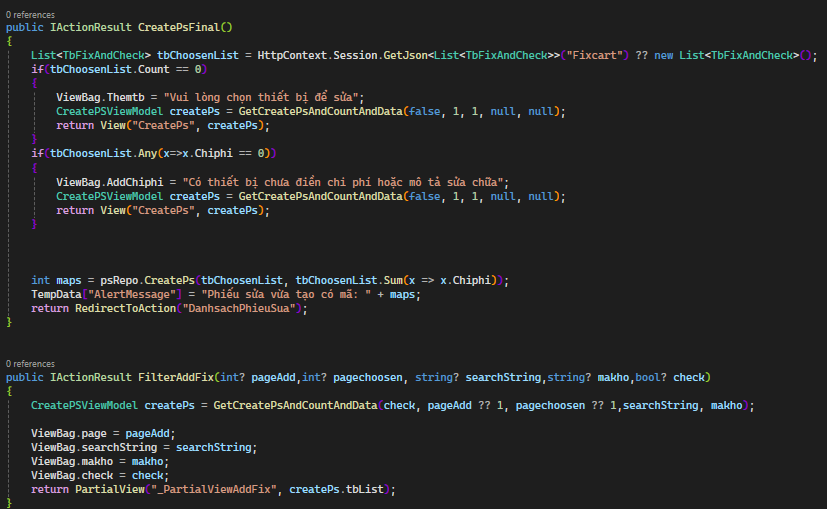 0 references
public IActionResult CreatePsFinal()
{
List<TbFixAndCheck> tbChoosenList = HttpContext.Session.GetJson<List<TbFixAndCheck>>("Fixcart") ?? new List<TbFixAndCheck>();
if(tbChoosenList.Count == 0)
{
ViewBag.Themtb = "Vui lòng chọn thiết bị để sửa";
CreatePSViewModel createPs = GetCreatePsAndCountAndData(false, 1, 1, null, null);
return View("CreatePs", createPs);
}
if(tbChoosenList.Any(x=>x.Chiphi == 0))
{
ViewBag.AddChiphi = "Có thiết bị chưa điền chi phí hoặc mô tả sửa chữa";
CreatePSViewModel createPs = GetCreatePsAndCountAndData(false, 1, 1, null, null);
return View("CreatePs", createPs);
}
int maps = psRepo.CreatePs(tbChoosenList, tbChoosenList.Sum(x => x.Chiphi));
TempData["AlertMessage"] = "Phiếu sửa vừa tạo có mã: " + maps;
return RedirectToAction("DanhsachPhieuSua");
}
0 references
public IActionResult FilterAddFix(int? pageAdd,int? pagechoosen, string? searchString,string? makho,bool? check)
{
CreatePSViewModel createPs = GetCreatePsAndCountAndData(check, pageAdd ?? 1, pagechoosen ?? 1,searchString, makho);
ViewBag.page = pageAdd;
ViewBag.searchString = searchString;
ViewBag.makho = makho;
ViewBag.check = check;
return PartialView("_PartialViewAddFix", createPs.tbList);
}